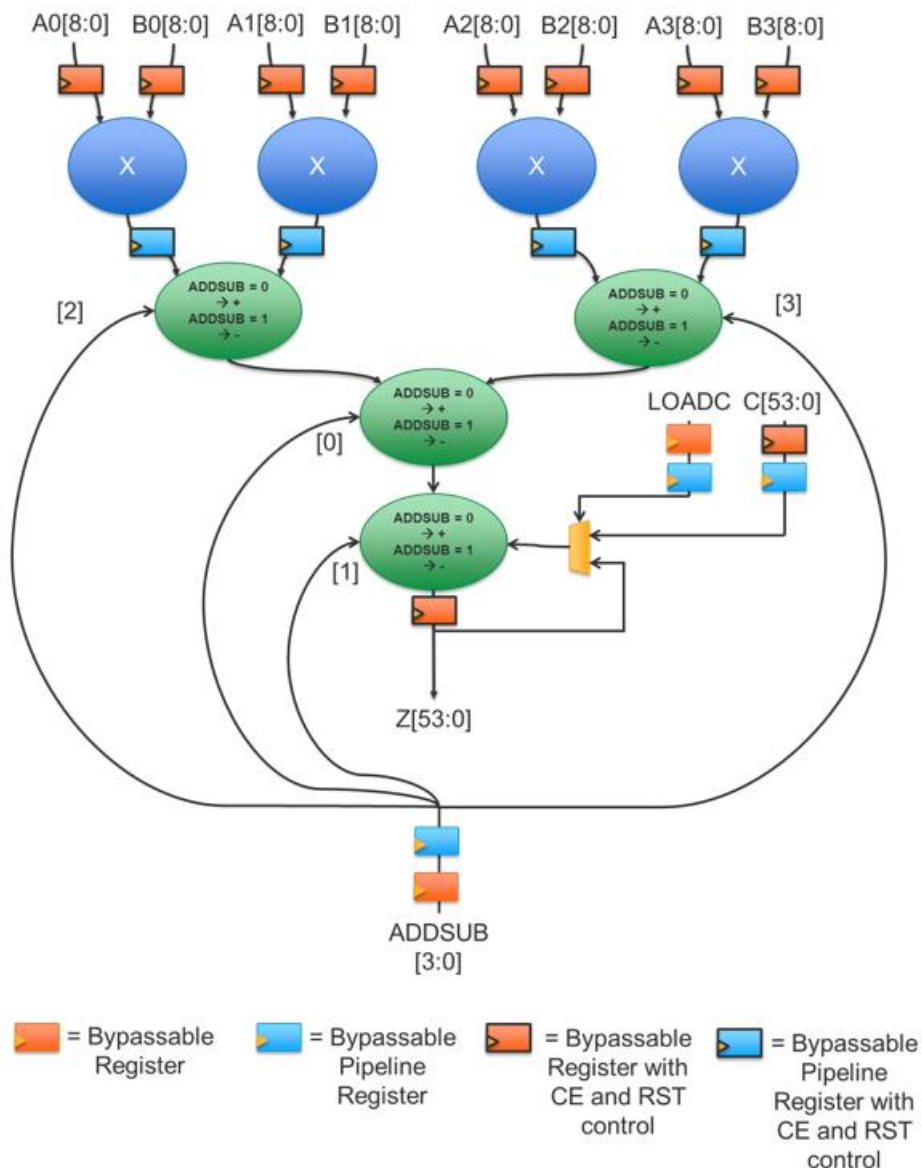 A0[8:0] B0[8:0] A1[8:0] B1[8:0] A2[8:0] B2[8:0] A3[8:0] B3[8:0]
X X X X
[2]
ADDSUB = 0
→ +
ADDSUB = 1
→ -
ADDSUB = 0
→ +
ADDSUB = 1
→ -
[3]
[0]
ADDSUB = 0
→ +
ADDSUB = 1
→ -
LOADC C[53:0]
[1]
ADDSUB = 0
→ +
ADDSUB = 1
→ -
Z[53:0]
ADDSUB
[3:0]
= Bypassable
Register
= Bypassable
Pipeline
Register
= Bypassable
Register with
CE and RST
control
= Bypassable
Pipeline
Register with
CE and RST
control